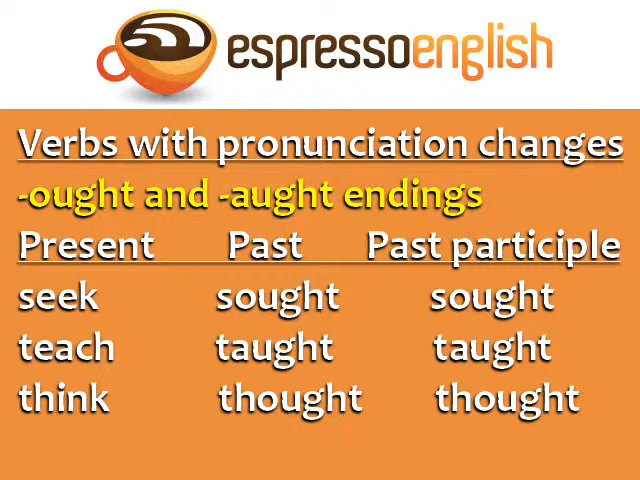 espressoenglish
Verbs with pronunciation changes
-ought and -aught endings
Present Past Past participle
seek sought sought
teach taught taught
think thought thought